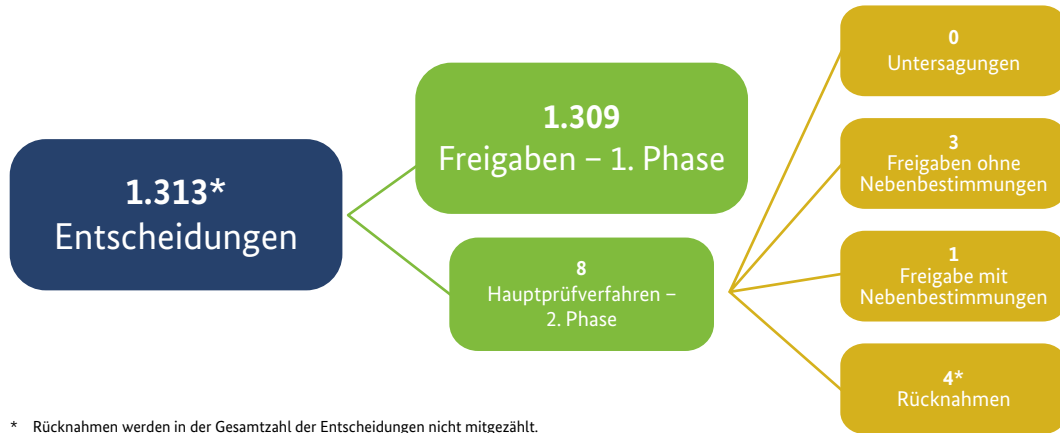 1.313*
Entscheidungen
1.309
Freigaben – 1. Phase
8
Hauptprüfverfahren –
2. Phase
0
Untersagungen
3
Freigaben ohne
Nebenbestimmungen
1
Freigabe mit
Nebenbestimmungen
4*
Rücknahmen
* Rücknahmen werden in der Gesamtzahl der Entscheidungen nicht mitgezählt.